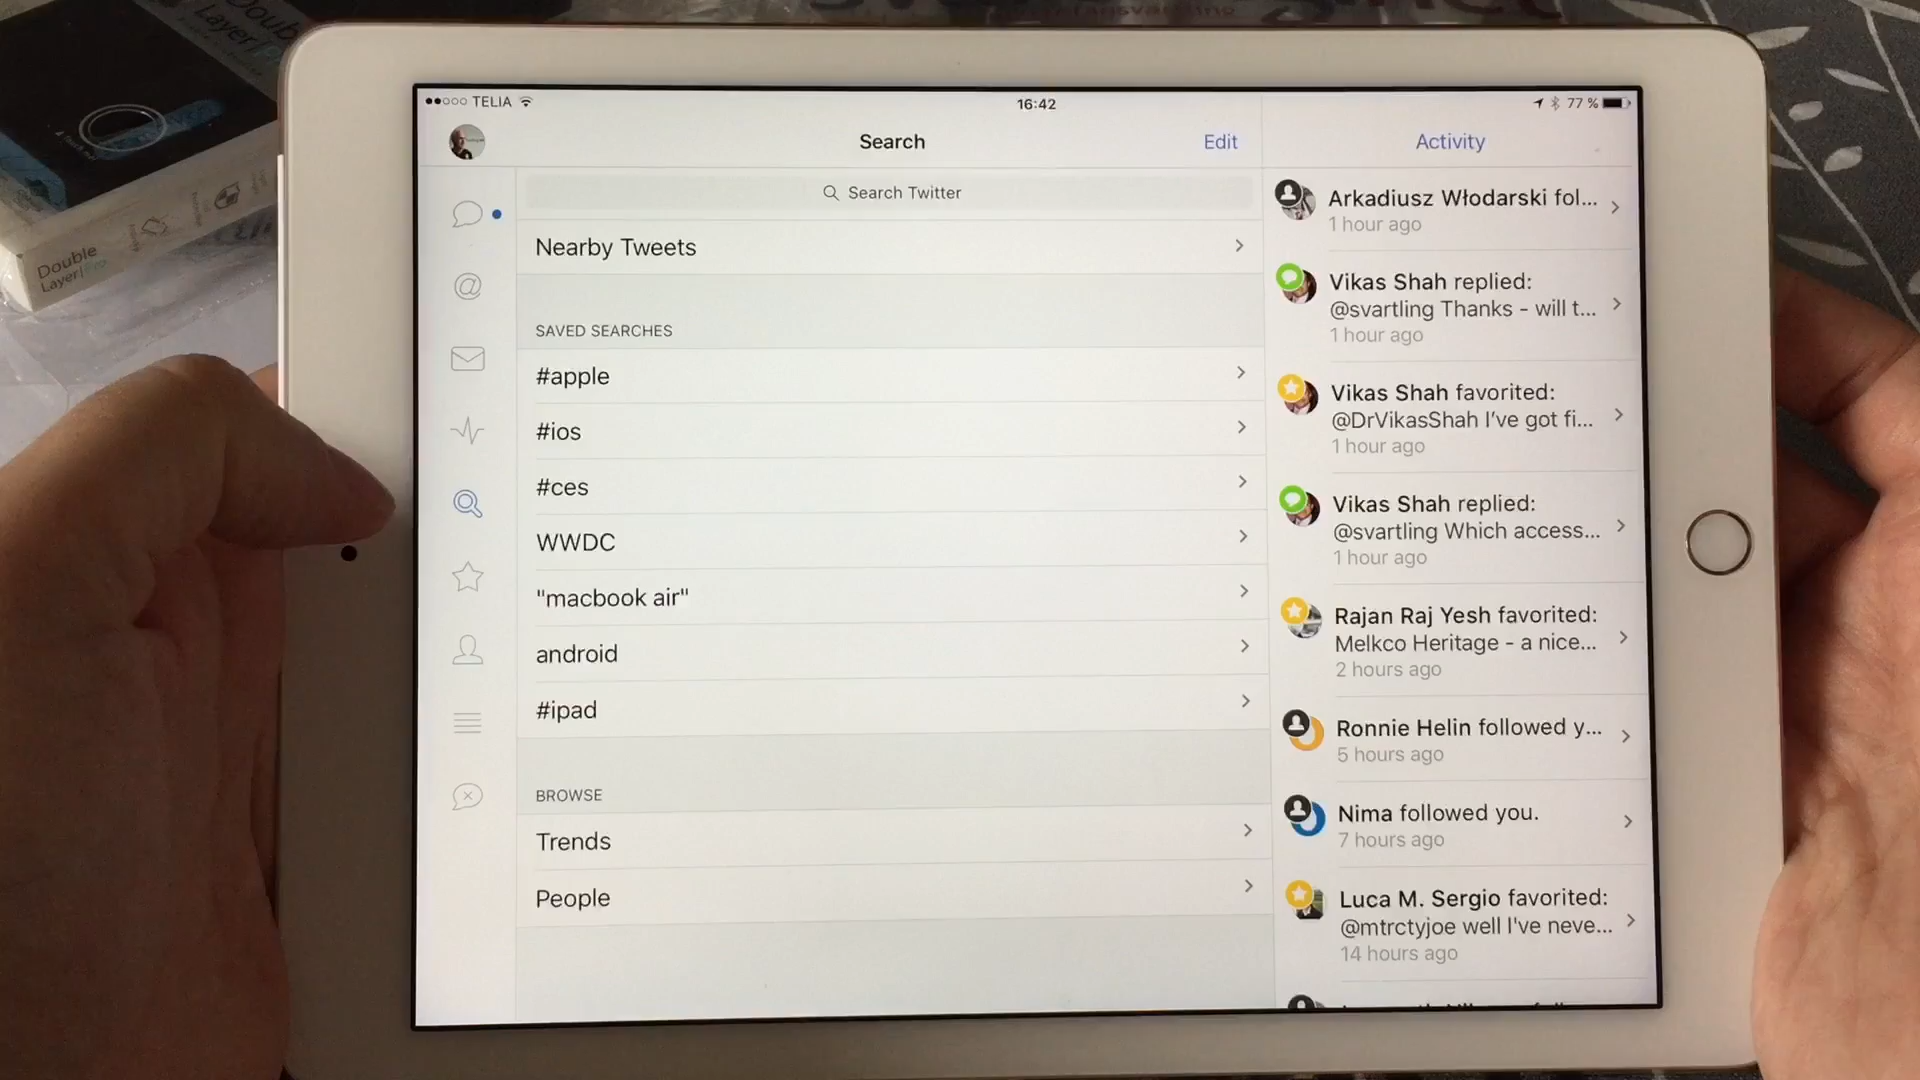 Double
Layer
Double
Layer|Pro
TELIA
16:42
77 %
Search
Edit
Activity
Search Twitter
Nearby Tweets
SAVED SEARCHES
#apple
#ios
#ces
WWDC
"macbook air"
android
#ipad
BROWSE
Trends
People
Arkadiusz Włodarski fol...
1 hour ago
Vikas Shah replied:
@svartling Thanks - will t...
1 hour ago
Vikas Shah favorited:
@DrVikasShah I've got fi...
1 hour ago
Vikas Shah replied:
@svartling Which access...
1 hour ago
Rajan Raj Yesh favorited:
Melkco Heritage - a nice...
2 hours ago
Ronnie Helin followed y...
5 hours ago
Nima followed you.
7 hours ago
Luca M. Sergio favorited:
@mtrctyjoe well I've neve...
14 hours ago